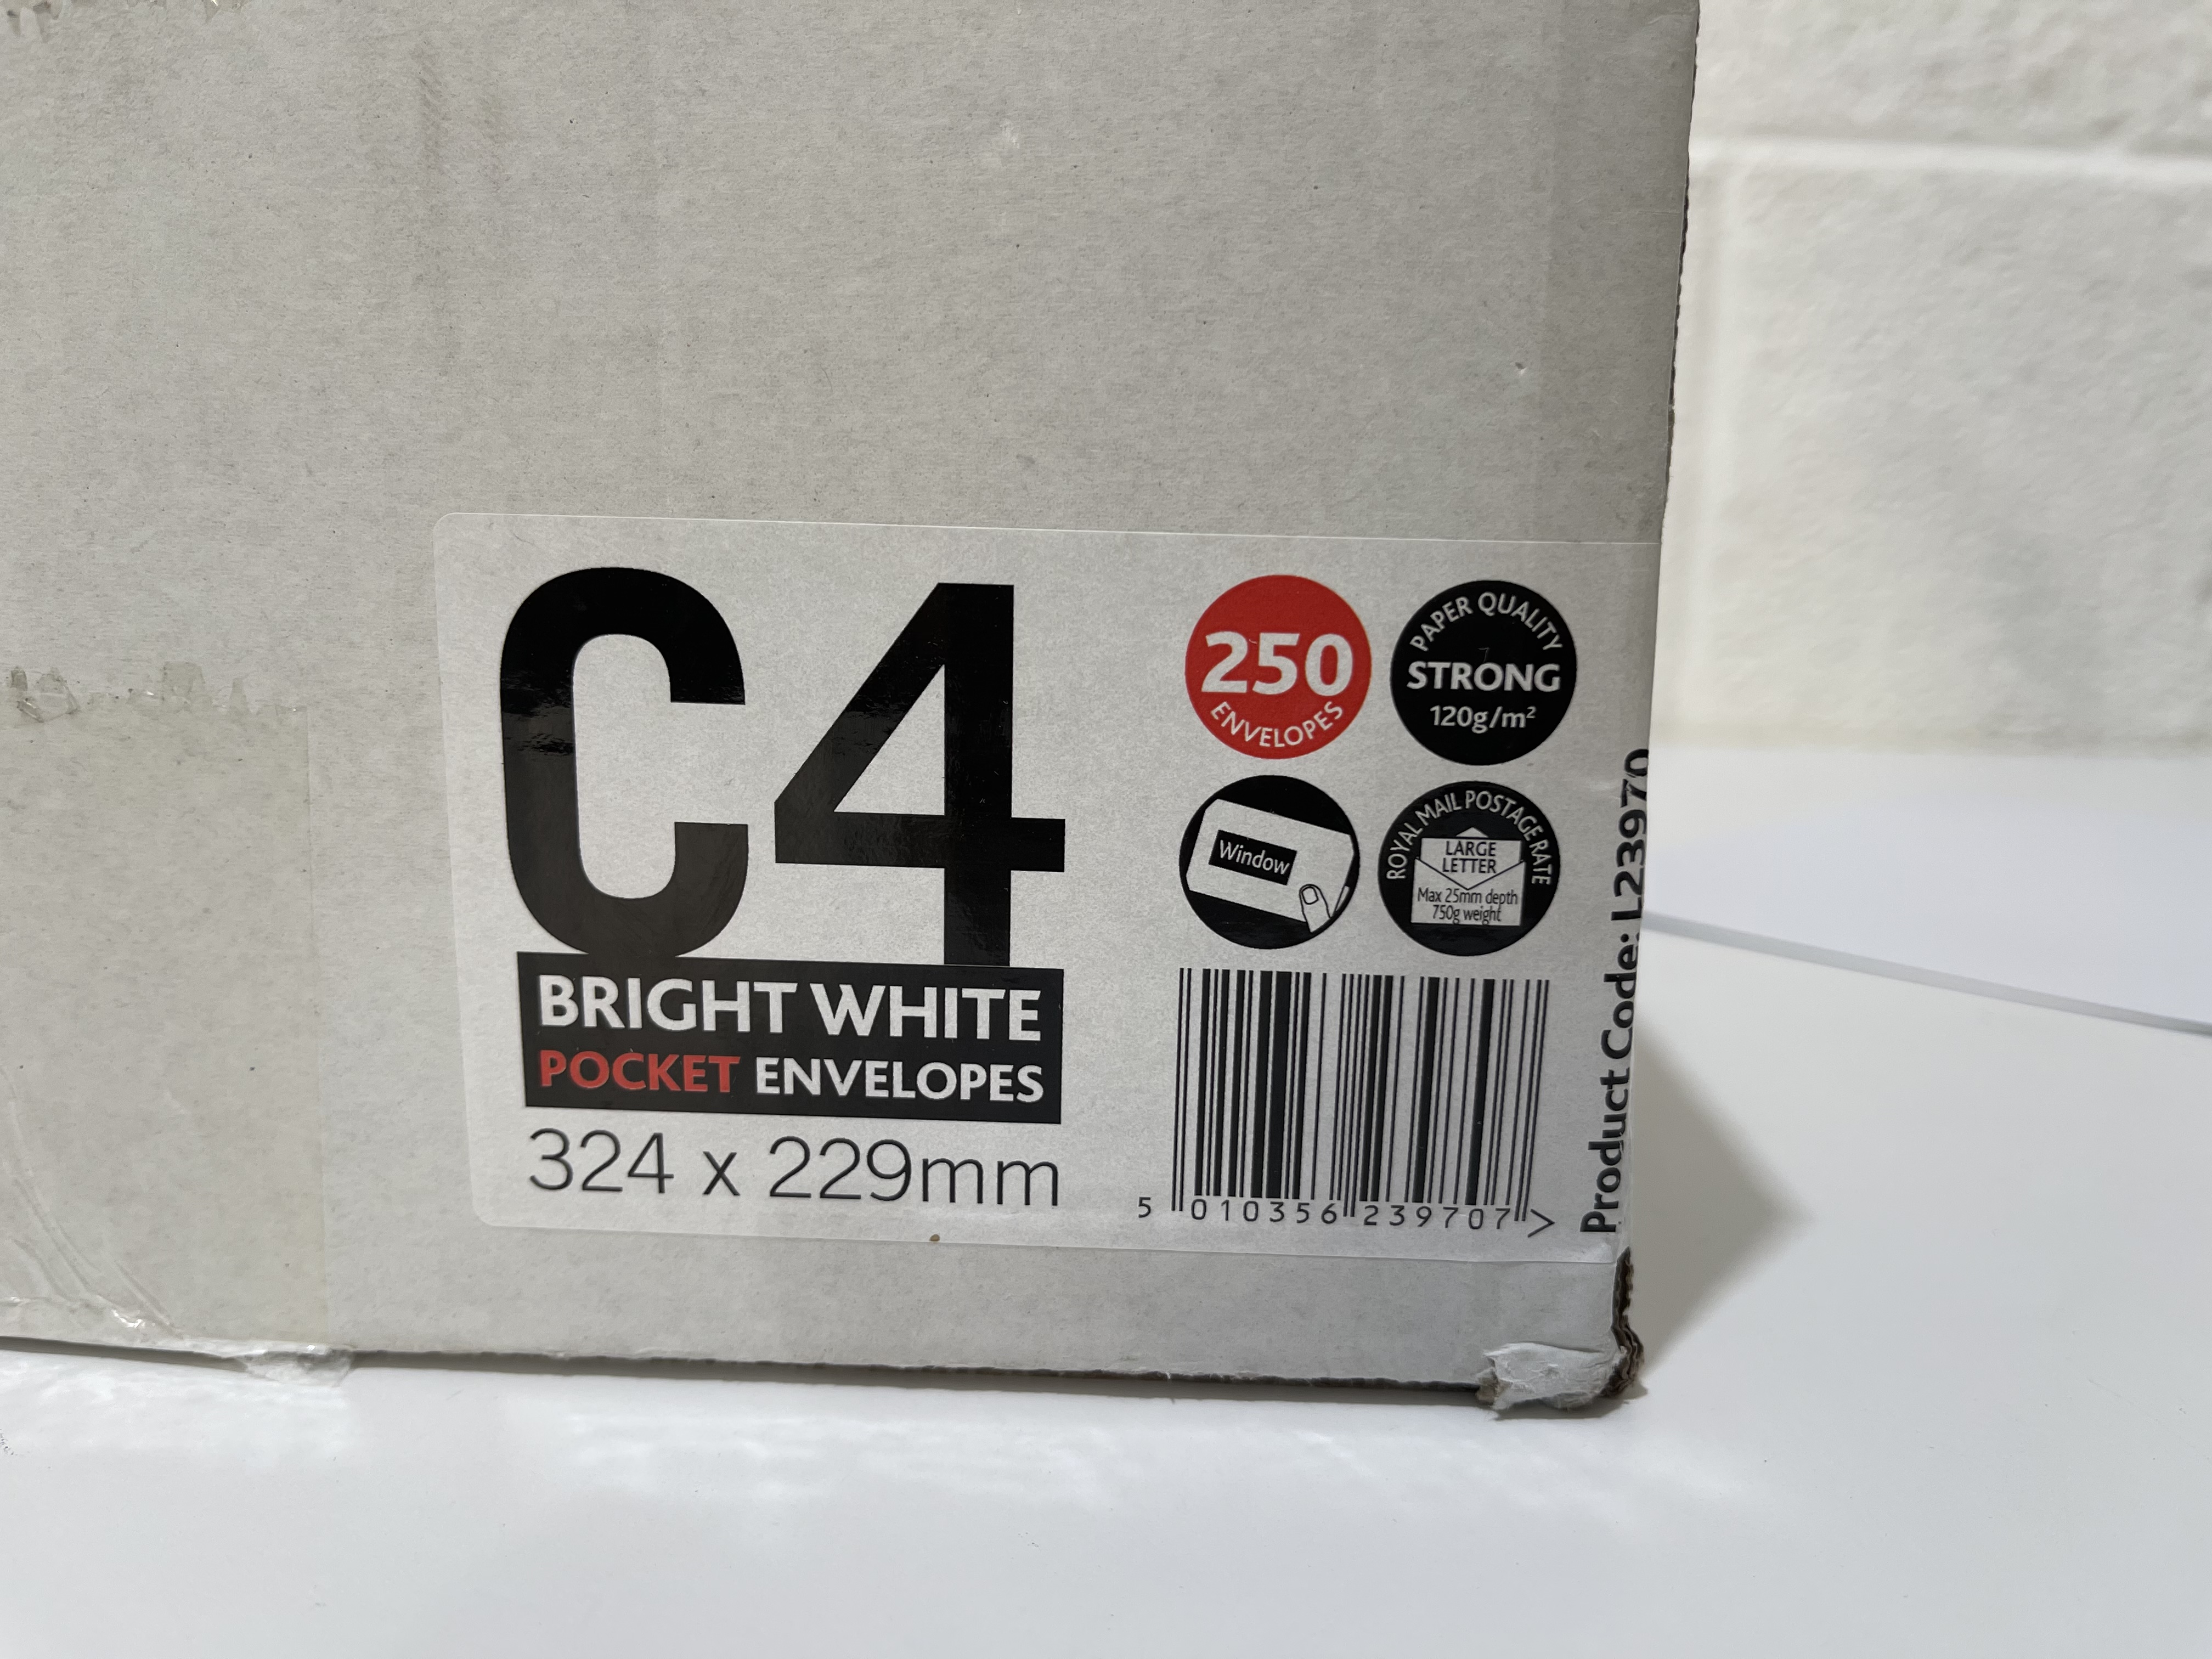 C4
BRIGHT WHITE
POCKET ENVELOPES
324 x 229mm
250
ENVELOPES
PAPER QUALITY
STRONG
120g/m²
Window
ROYAL MAIL POSTAGE RATE
LARGE
LETTER
Max 25mm depth
750g weight
5 010356 239707 >
Product Code: L23970